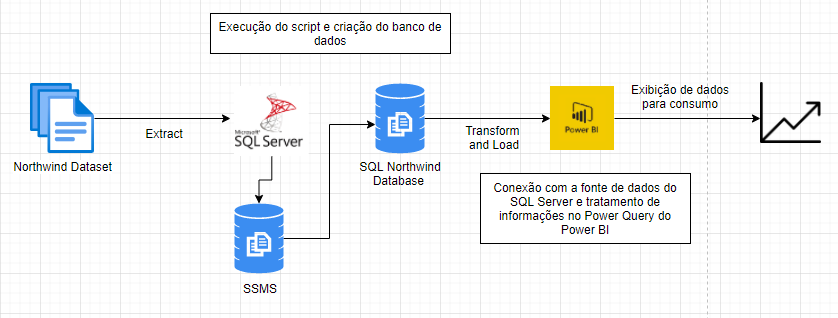 Execução do script e criação do banco de
dados
Northwind Dataset
Extract
Microsoft
SQL Server
SSMS
SQL Northwind
Database
Transform
and Load
Power BI
Exibição de dados
para consumo
Conexão com a fonte de dados do
SQL Server e tratamento de
informações no Power Query do
Power BI